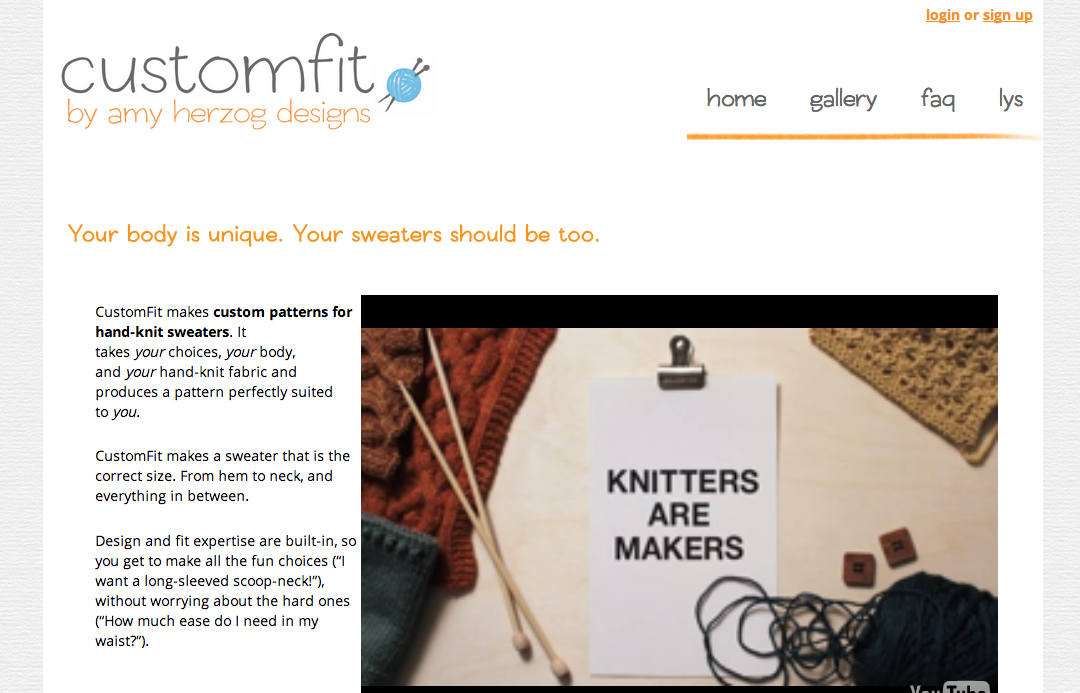 login or sign up
customfit
by amy herzog designs
home gallery faq lys
Your body is unique. Your sweaters should be too.
CustomFit makes custom patterns for
hand-knit sweaters. It
takes your choices, your body,
and your hand-knit fabric and
produces a pattern perfectly suited
to you.
CustomFit makes a sweater that is the
correct size. From hem to neck, and
everything in between.
Design and fit expertise are built-in, so
you get to make all the fun choices (“I
want a long-sleeved scoop-neck!”),
without worrying about the hard ones
(“How much ease do I need in my
waist?”).
KNITTERS
ARE
MAKERS
YouTube